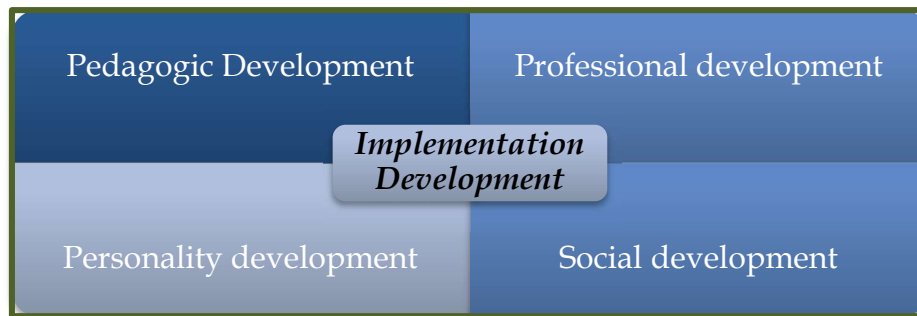 Pedagogic Development
Professional development
Implementation
Development
Personality development
Social development